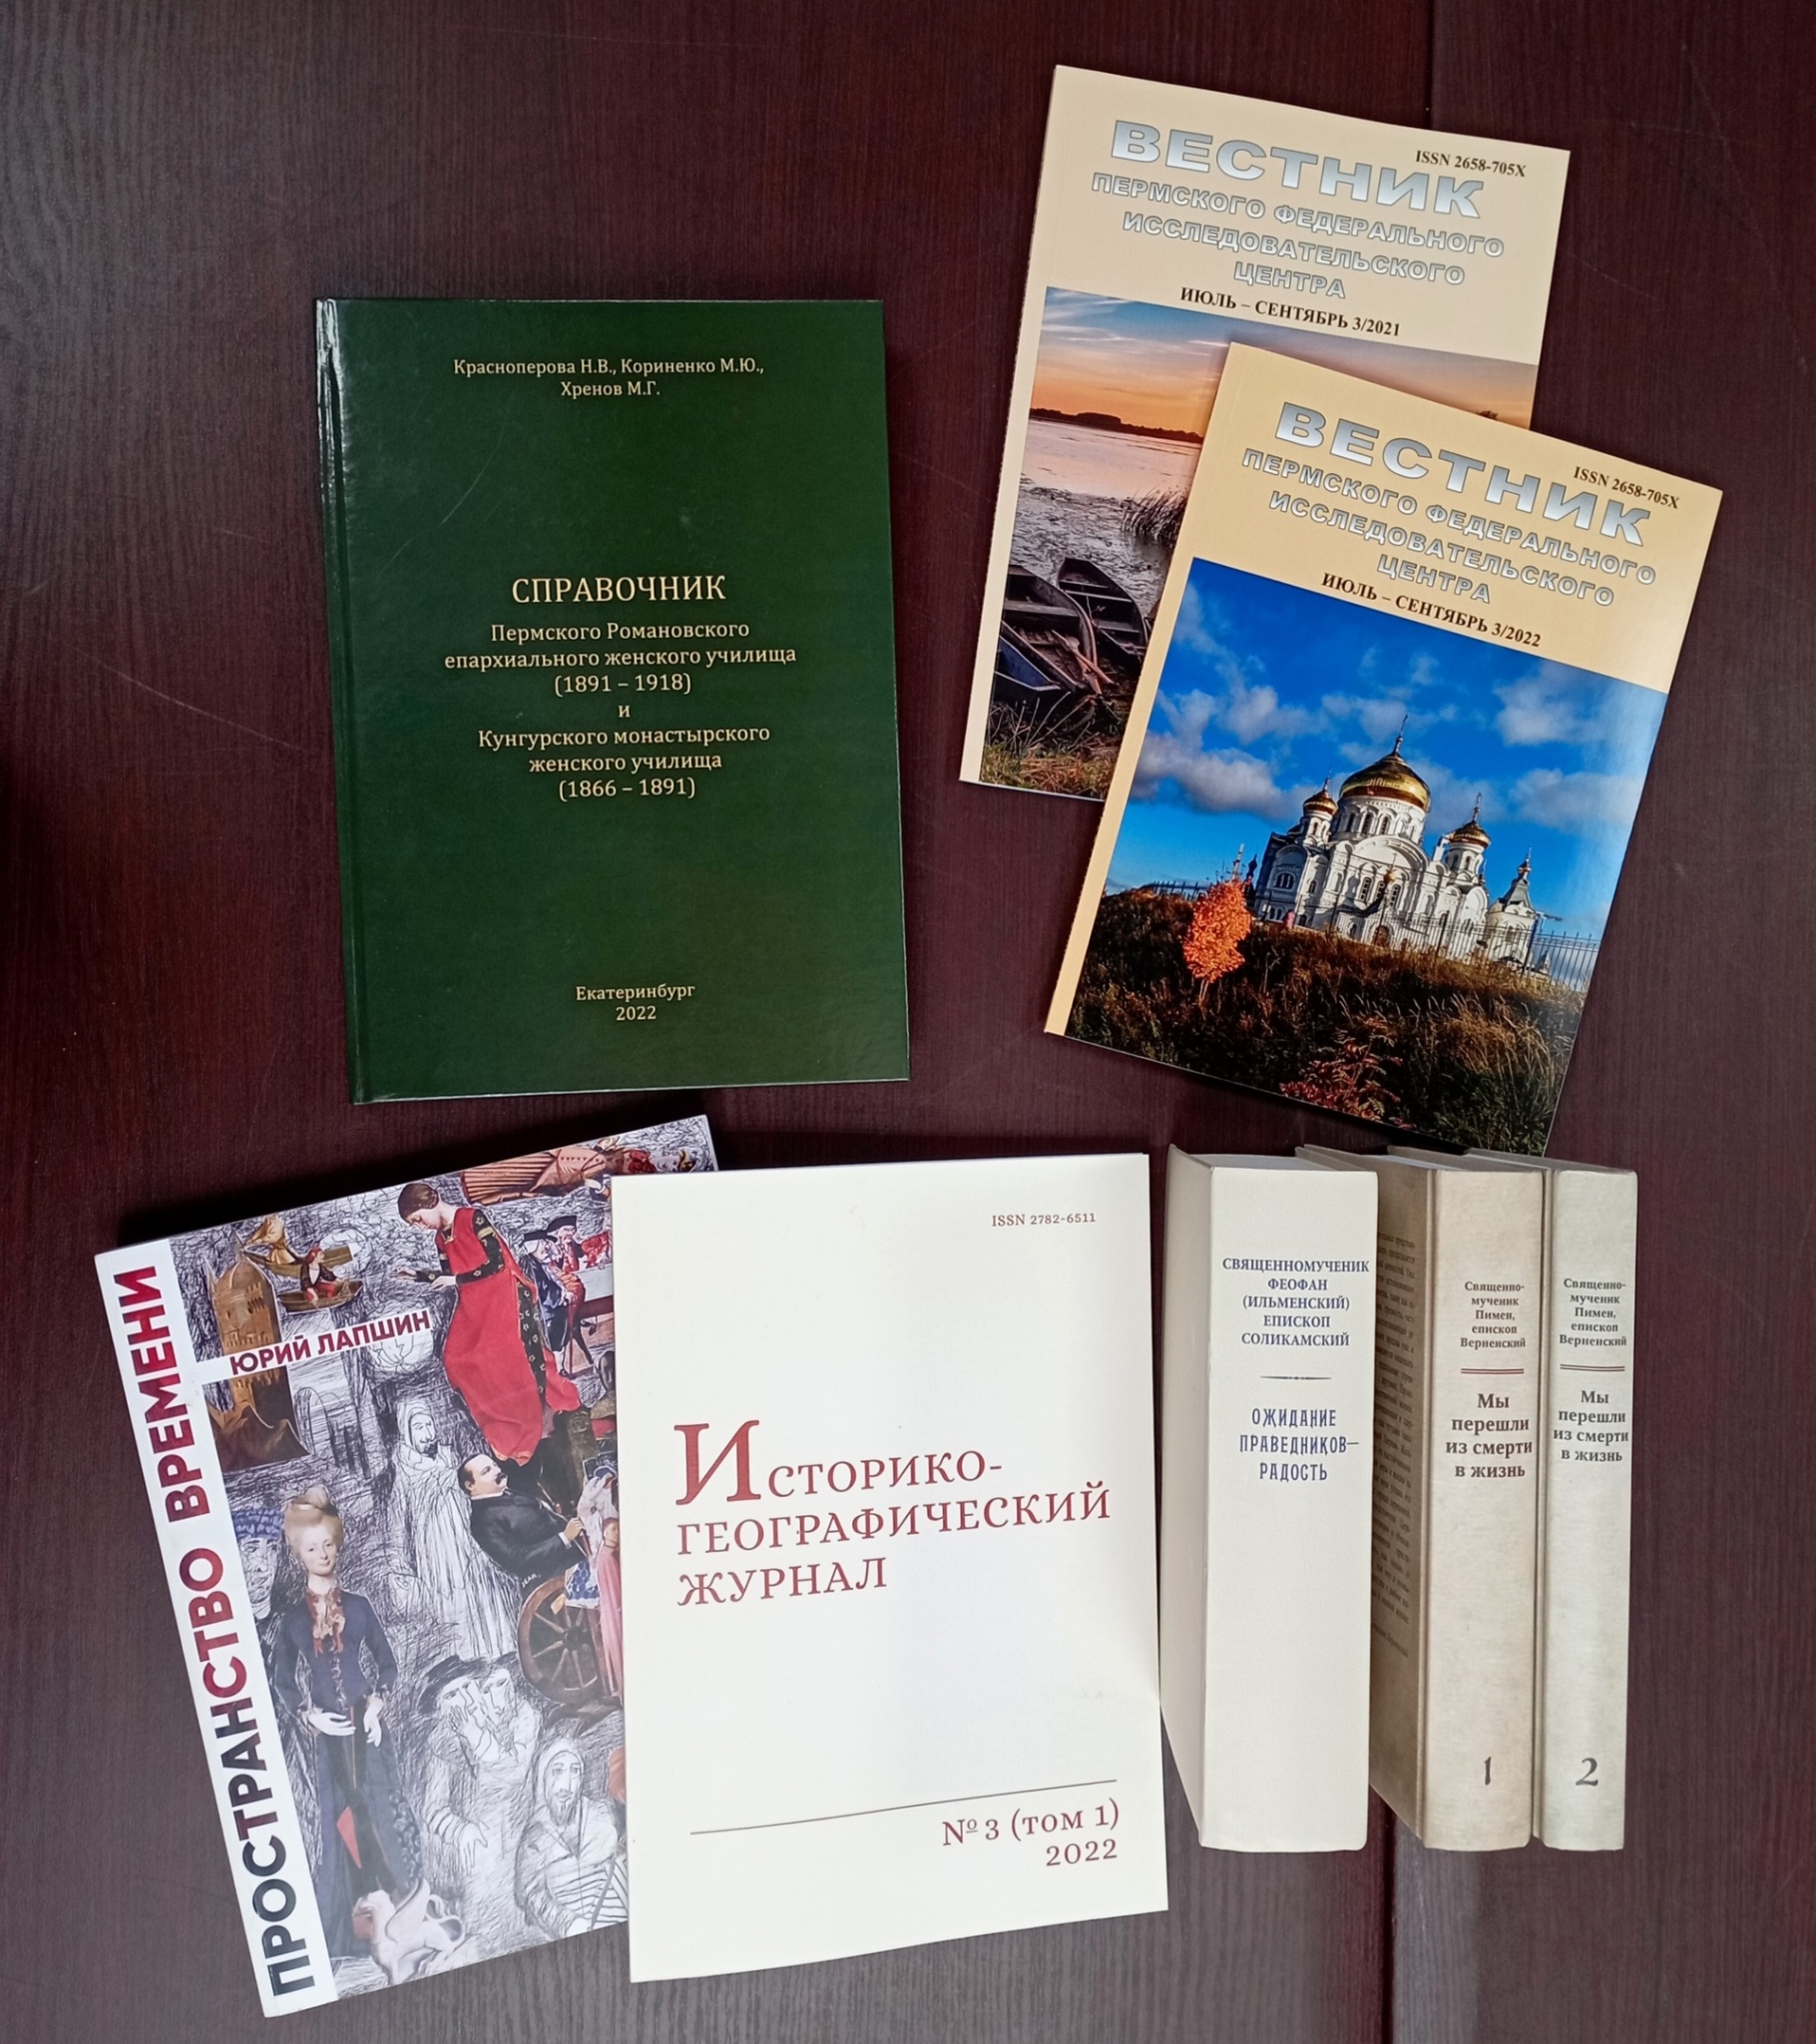 Красноперова Н.В., Кориненко М.Ю.,
Хренов М.Г.
СПРАВОЧНИК
Пермского Романовского
епархиального женского училища
(1891 – 1918)
и
Кунгурского монастырского
женского училища
(1866 – 1891)
Екатеринбург
2022
ISSN 2658-705X
ВЕСТНИК
ПЕРМСКОГО ФЕДЕРАЛЬНОГО
ИССЛЕДОВАТЕЛЬСКОГО
ЦЕНТРА
ИЮЛЬ – СЕНТЯБРЬ 3/2021
ISSN 2658-705X
ВЕСТНИК
ПЕРМСКОГО ФЕДЕРАЛЬНОГО
ИССЛЕДОВАТЕЛЬСКОГО
ЦЕНТРА
ИЮЛЬ – СЕНТЯБРЬ 3/2022
ПРОСТРАНСТВО ВРЕМЕНИ
ЮРИЙ ЛАПШИН
ISSN 2782-6511
ИСТОРИКО-
ГЕОГРАФИЧЕСКИЙ
ЖУРНАЛ
№ 3 (том 1)
2022
СВЯЩЕННОМУЧЕНИК
ФЕОФАН
(ИЛЬМЕНСКИЙ)
ЕПИСКОП
СОЛИКАМСКИЙ
ОЖИДАНИЕ
ПРАВЕДНИКОВ—
РАДОСТЬ
Священно-
мученик
Пимен,
епископ
Верненский
Мы
перешли
из смерти
в жизнь
1
Священно-
мученик
Пимен,
епископ
Верненский
Мы
перешли
из смерти
в жизнь
2